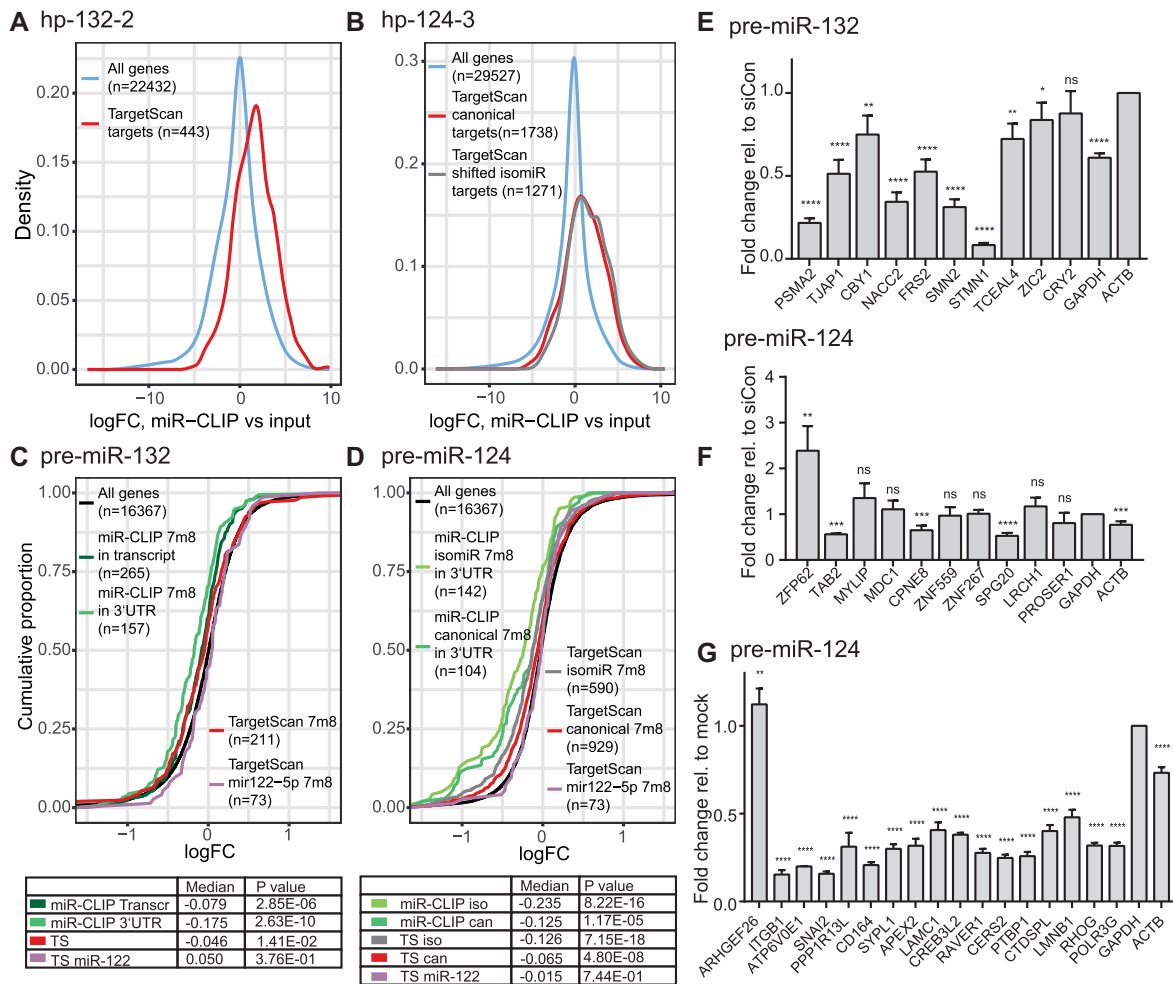 A hp-132-2
All genes
(n=22432)
TargetScan
targets (n=443)
Density
0.20
0.15
0.10
0.05
0.00
−10
0
10
logFC, miR−CLIP vs input
B hp-124-3
All genes
(n=29527)
TargetScan
canonical
targets(n=1738)
TargetScan
shifted isomiR
targets (n=1271)
0.3
0.2
0.1
0.0
−10
0
10
logFC, miR−CLIP vs input
C pre-miR-132
All genes
(n=16367)
miR−CLIP 7m8
in transcript
(n=265)
miR−CLIP 7m8
in 3'UTR
(n=157)
TargetScan 7m8
(n=211)
TargetScan
mir122−5p 7m8
(n=73)
Cumulative proportion
1.00
0.75
0.50
0.25
0.00
−1
0
1
logFC
Median P value
miR-CLIP Transcr -0.079 2.85E-06
miR-CLIP 3'UTR -0.175 2.63E-10
TS -0.046 1.41E-02
TS miR-122 0.050 3.76E-01
D pre-miR-124
All genes
(n=16367)
miR−CLIP
isomiR 7m8
in 3'UTR
(n=142)
miR−CLIP
canonical 7m8
in 3'UTR
(n=104)
TargetScan
isomiR 7m8
(n=590)
TargetScan
canonical 7m8
(n=929)
TargetScan
mir122−5p 7m8
(n=73)
1.00
0.75
0.50
0.25
0.00
−1
0
1
logFC
Median P value
miR-CLIP iso -0.235 8.22E-16
miR-CLIP can -0.125 1.17E-05
TS iso -0.126 7.15E-18
TS can -0.065 4.80E-08
TS miR-122 -0.015 7.44E-01
E pre-miR-132
Fold change rel. to siCon
1.0
0.5
0.0
**** **** ** **** **** **** **** ** * ns ****
PSMA2
TJAP1
CBY1
NACC2
FRS2
SMN2
STMN1
TCEAL4
ZIC2
CRY2
GAPDH
ACTB
pre-miR-124
F
Fold change rel. to siCon
4
2
1
0
** *** ns ns *** ns ns **** ns ns ***
ZFP62
TAB2
MYLIP
MDC1
CPNE8
ZNF559
ZNF267
SPG20
LRCH1
PROSER1
GAPDH
ACTB
G pre-miR-124
Fold change rel. to mock
1.0
0.5
0.0
** **** **** **** **** **** **** **** **** **** **** **** **** **** **** **** **** ****
ARHGEF26
ITGB1
ATP6V0E1
SNAI2
PPP1R13L
CD164
SYPL1
APEX2
LAMC1
CREB3L2
RAVER1
CERS2
PTBP1
CTDSPL
LMNB1
RHOG
POLR3G
GAPDH
ACTB